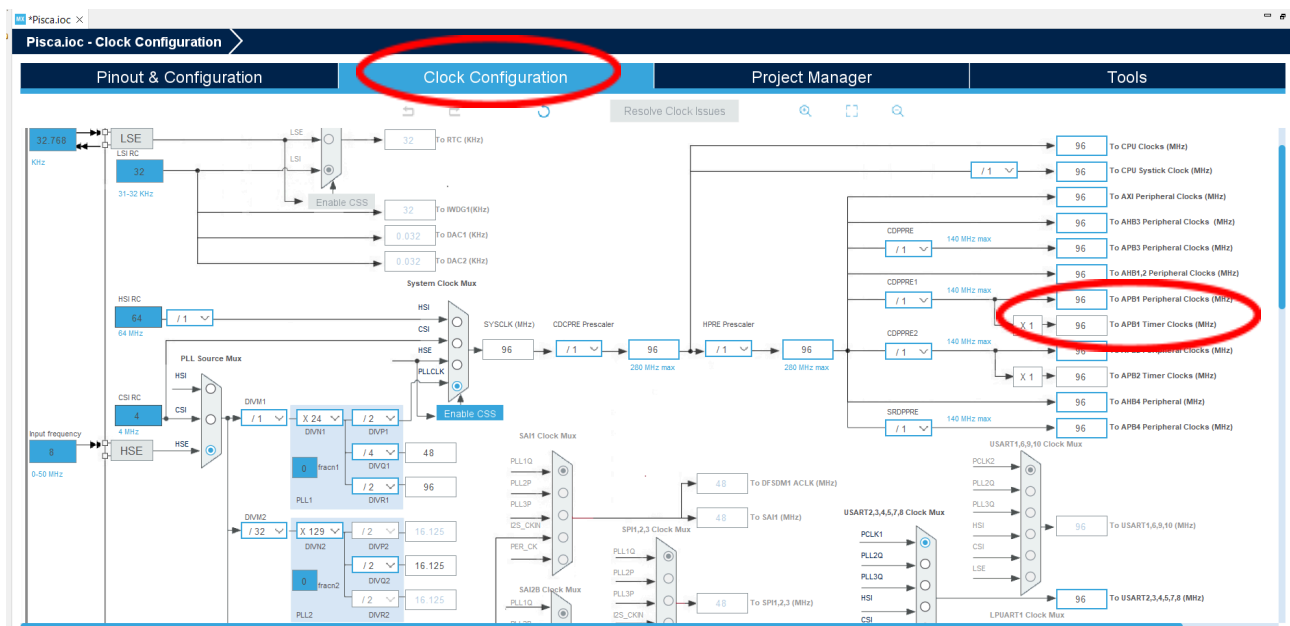 MX *Pisca.ioc ×
Pisca.ioc - Clock Configuration
Pinout & Configuration
Clock Configuration
Project Manager
Tools
Resolve Clock Issues
32.768
KHz
LSE
LSI RC
32
31-32 KHz
LSE
LSI
Enable CSS
32
To RTC (KHz)
32
To IWDG1(KHz)
0.032
To DAC1 (KHz)
0.032
To DAC2 (KHz)
System Clock Mux
HSI
CSI
HSE
PLLCLK
Enable CSS
HSI RC
64
64 MHz
/ 1
PLL Source Mux
HSI
CSI
HSE
CSI RC
4
4 MHz
Input frequency
8
0-50 MHz
HSE
DIVM1
/ 1
X 24
DIVN1
0
fracn1
PLL1
/ 2
DIVP1
/ 4
DIVQ1
48
/ 2
DIVR1
96
DIVM2
/ 32
X 129
DIVN2
0
fracn2
PLL2
/ 2
DIVP2
16.125
/ 2
DIVQ2
16.125
/ 2
DIVR2
16.125
SYSCLK (MHz)
96
CDCPRE Prescaler
/ 1
96
280 MHz max
HPRE Prescaler
/ 1
96
280 MHz max
96
To CPU Clocks (MHz)
/ 1
96
To CPU Systick Clock (MHz)
96
To AXI Peripheral Clocks (MHz)
96
To AHB3 Peripheral Clocks (MHz)
CDPPRE
/ 1
140 MHz max
96
To APB3 Peripheral Clocks (MHz)
96
To AHB1,2 Peripheral Clocks (MHz)
CDPPRE1
/ 1
140 MHz max
96
To APB1 Peripheral Clocks (MHz)
X 1
96
To APB1 Timer Clocks (MHz)
CDPPRE2
/ 1
140 MHz max
96
Peripheral Clocks (MHz)
X 1
96
To APB2 Timer Clocks (MHz)
96
To AHB4 Peripheral (MHz)
SRDPPRE
/ 1
140 MHz max
96
To APB4 Peripheral Clocks (MHz)
SAI1 Clock Mux
PLL1Q
PLL2P
PLL3P
I2S_CKIN
PER_CK
48
To DFSDM1 ACLK (MHz)
48
To SAI1 (MHz)
SPI1,2,3 Clock Mux
PLL1Q
PLL2P
PLL3P
I2S_CKIN
48
To SPI1,2,3 (MHz)
SAI2B Clock Mux
PLL1Q
USART2,3,4,5,7,8 Clock Mux
PCLK1
PLL2Q
PLL3Q
HSI
CSI
96
To USART2,3,4,5,7,8 (MHz)
USART1,6,9,10 Clock Mux
PCLK2
PLL2Q
PLL3Q
HSI
CSI
LSE
96
To USART1,6,9,10 (MHz)
LPUART1 Clock Mux